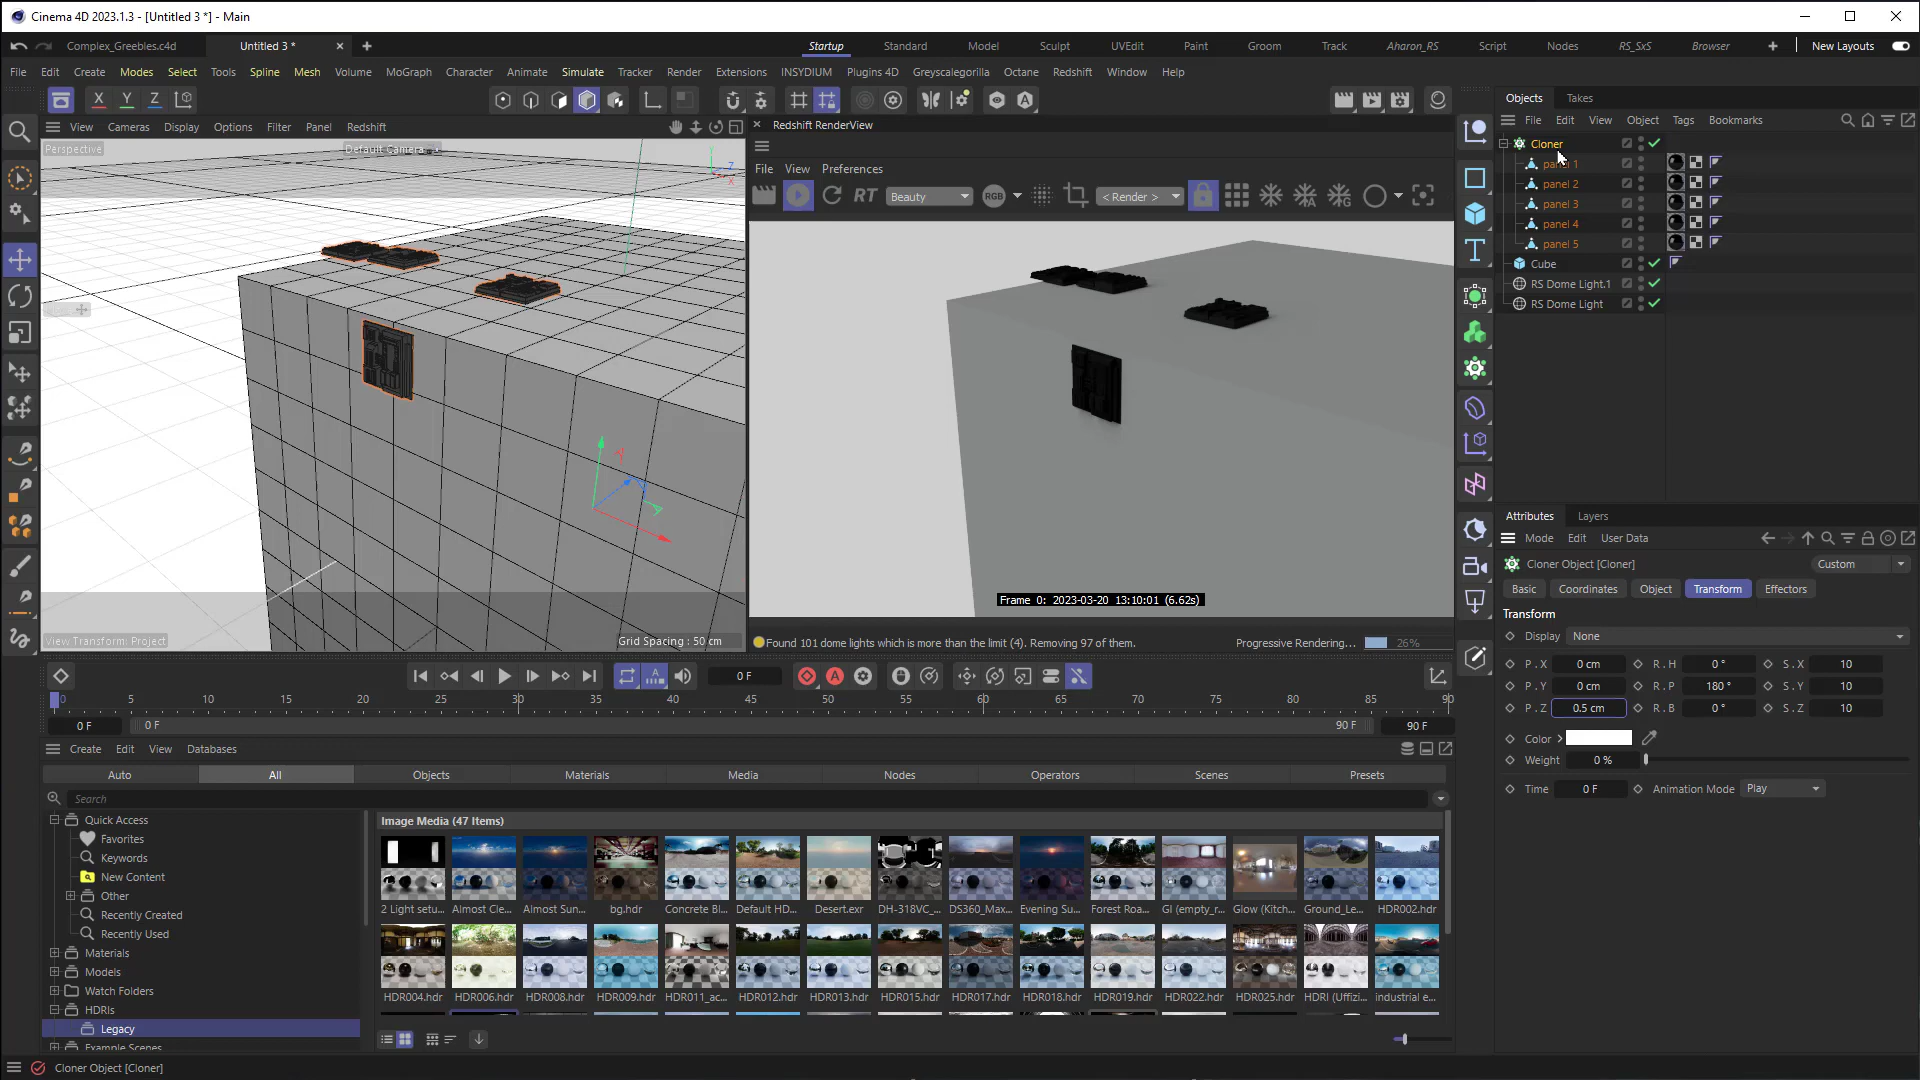 Cinema 4D 2023.1.3 - [Untitled 3 *] - Main
Complex_Greebles.c4d
Untitled 3 *
Startup Standard Model Sculpt UVEdit Paint Groom Track Aharon_RS Script Nodes RS_SxS Browser New Layouts
File Edit Create Modes Select Tools Spline Mesh Volume MoGraph Character Animate Simulate Tracker Render Extensions INSYDIUM Plugins 4D Greyscalegorilla Octane Redshift Window Help
X Y Z
View Cameras Display Options Filter Panel Redshift
Perspective
Default Camera
Redshift RenderView
File View Preferences
RT Beauty RGB < Render >
Frame 0: 2023-03-20 13:10:01 (6.62s)
View Transform: Project
Grid Spacing : 50 cm
Found 101 dome lights which is more than the limit (4). Removing 97 of them.
Progressive Rendering... 26%
Objects Takes
File Edit View Object Tags Bookmarks
Cloner
panel 1
panel 2
panel 3
panel 4
panel 5
Cube
RS Dome Light.1
RS Dome Light
Attributes Layers
Mode Edit User Data
Cloner Object [Cloner]
Custom
Basic Coordinates Object Transform Effectors
Transform
Display None
P . X 0 cm R . H 0 ° S . X 10
P . Y 0 cm R . P 180 ° S . Y 10
P . Z 0.5 cm R . B 0 ° S . Z 10
Color
Weight 0 %
Time 0 F Animation Mode Play
0 F
0 5 10 15 20 25 30 35 40 45 50 55 60 65 70 75 80 85 90
0 F 0 F 90 F 90 F
Create Edit View Databases
Auto All Objects Materials Media Nodes Operators Scenes Presets
Search
Quick Access
Favorites
Keywords
New Content
Other
Recently Created
Recently Used
Materials
Models
Watch Folders
HDRIs
Legacy
Example Scenes
Image Media (47 Items)
2 Light setu... Almost Cle... Almost Sun... bg.hdr Concrete Bl... Default HD... Desert.exr DH-318VC_... DS360_Max... Evening Su... Forest Roa... GI (empty_r... Glow (Kitch... Ground_Le... HDR002.hdr
HDR004.hdr HDR006.hdr HDR008.hdr HDR009.hdr HDR011_ac... HDR012.hdr HDR013.hdr HDR015.hdr HDR017.hdr HDR018.hdr HDR019.hdr HDR022.hdr HDR025.hdr HDRI (Uffizi... industrial e...
Cloner Object [Cloner]